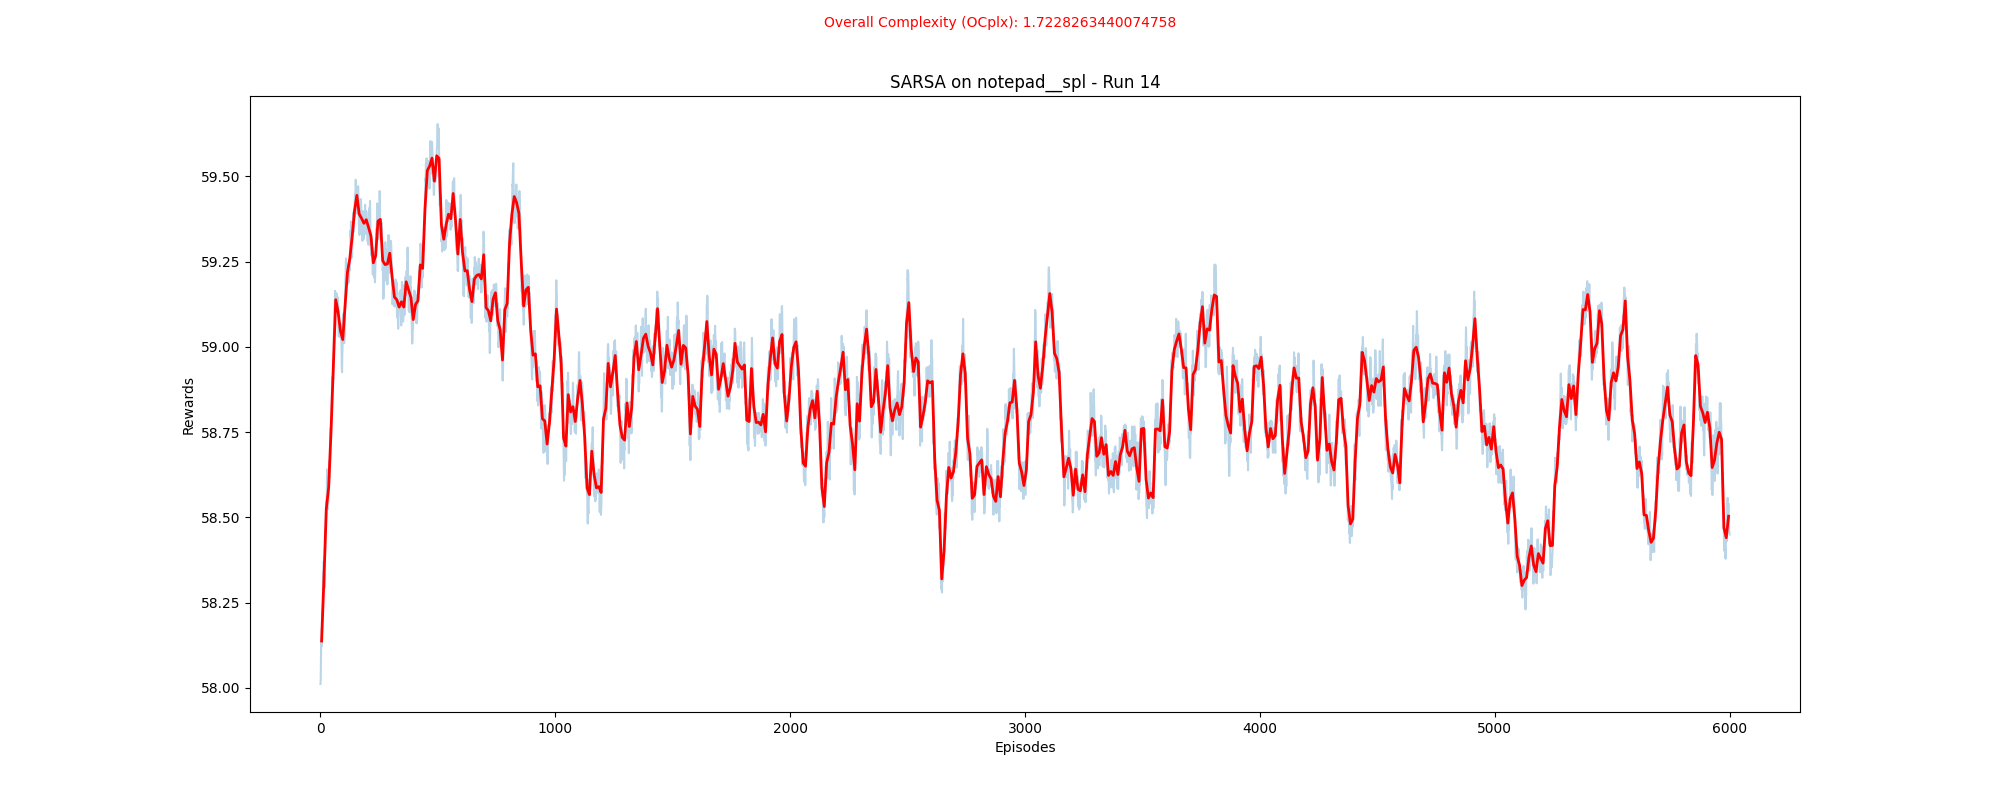 Overall Complexity (OCplx): 1.7228263440074758
SARSA on notepad__spl - Run 14
59.50
59.25
59.00
58.75
58.50
58.25
58.00
Rewards
0 1000 2000 3000 4000 5000 6000
Episodes